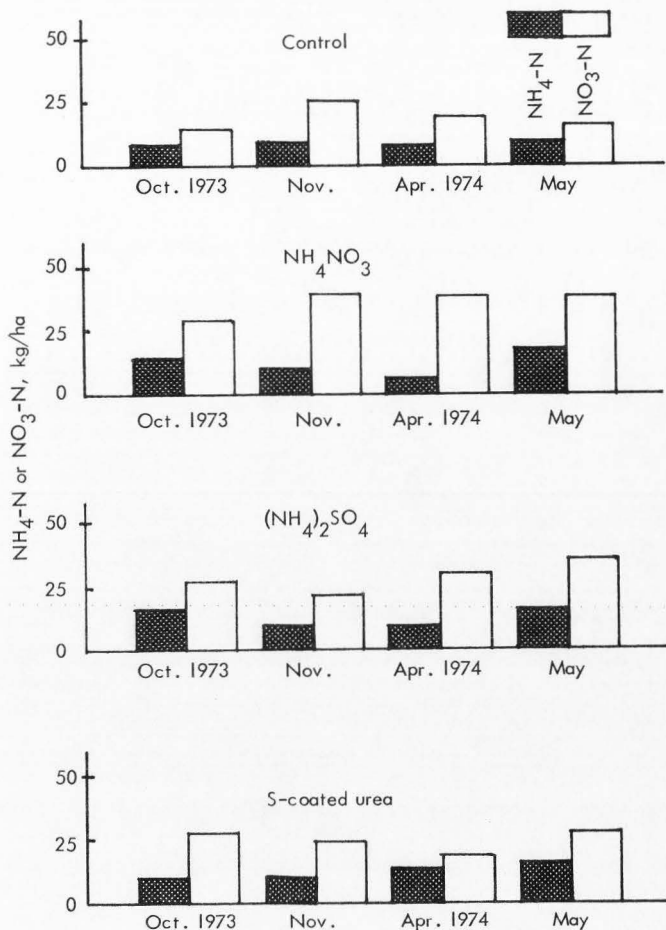 NH4-N or NO3-N, kg/ha
50
25
0
Control
NH4-N
NO3-N
Oct. 1973 Nov. Apr. 1974 May
50
25
0
NH4NO3
Oct. 1973 Nov. Apr. 1974 May
50
25
0
(NH4)2SO4
Oct. 1973 Nov. Apr. 1974 May
50
25
0
S-coated urea
Oct. 1973 Nov. Apr. 1974 May